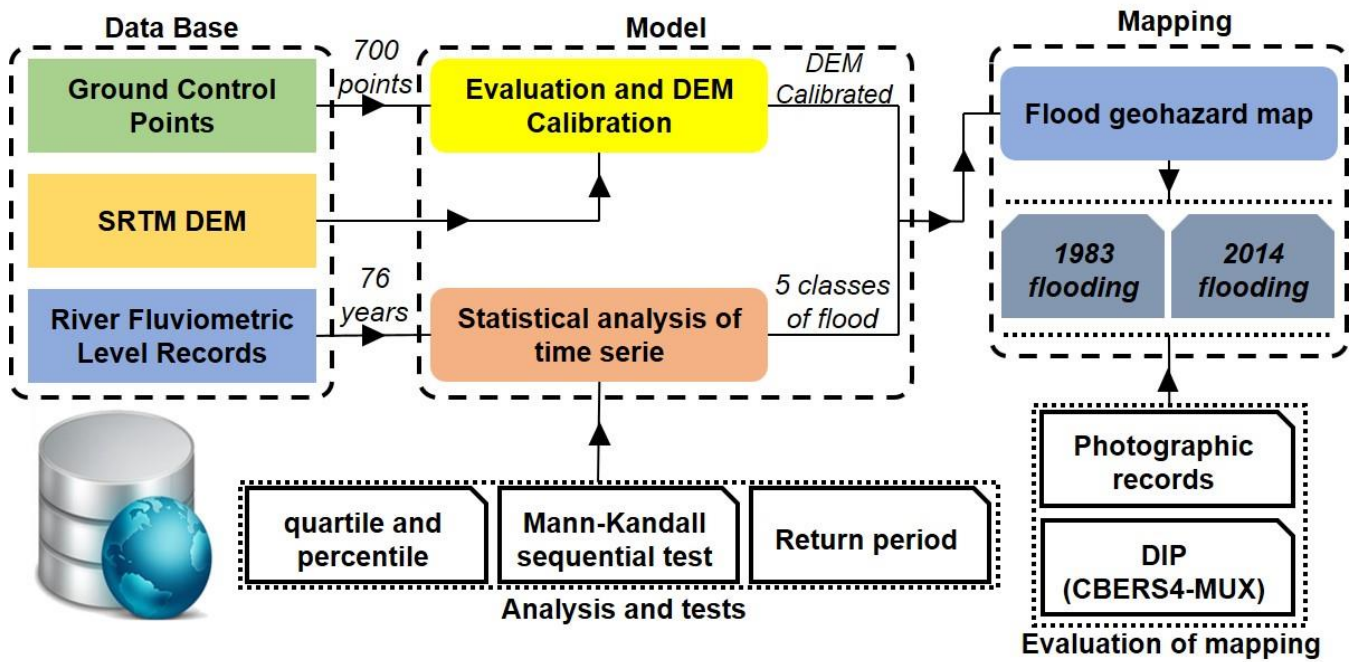 Data Base
Ground Control
Points
SRTM DEM
River Fluviometric
Level Records
700
points
76
years
Model
Evaluation and DEM
Calibration
Statistical analysis of
time serie
DEM
Calibrated
5 classes
of flood
quartile and
percentile
Mann-Kandall
sequential test
Return period
Analysis and tests
Mapping
Flood geohazard map
1983
flooding
2014
flooding
Photographic
records
DIP
(CBERS4-MUX)
Evaluation of mapping